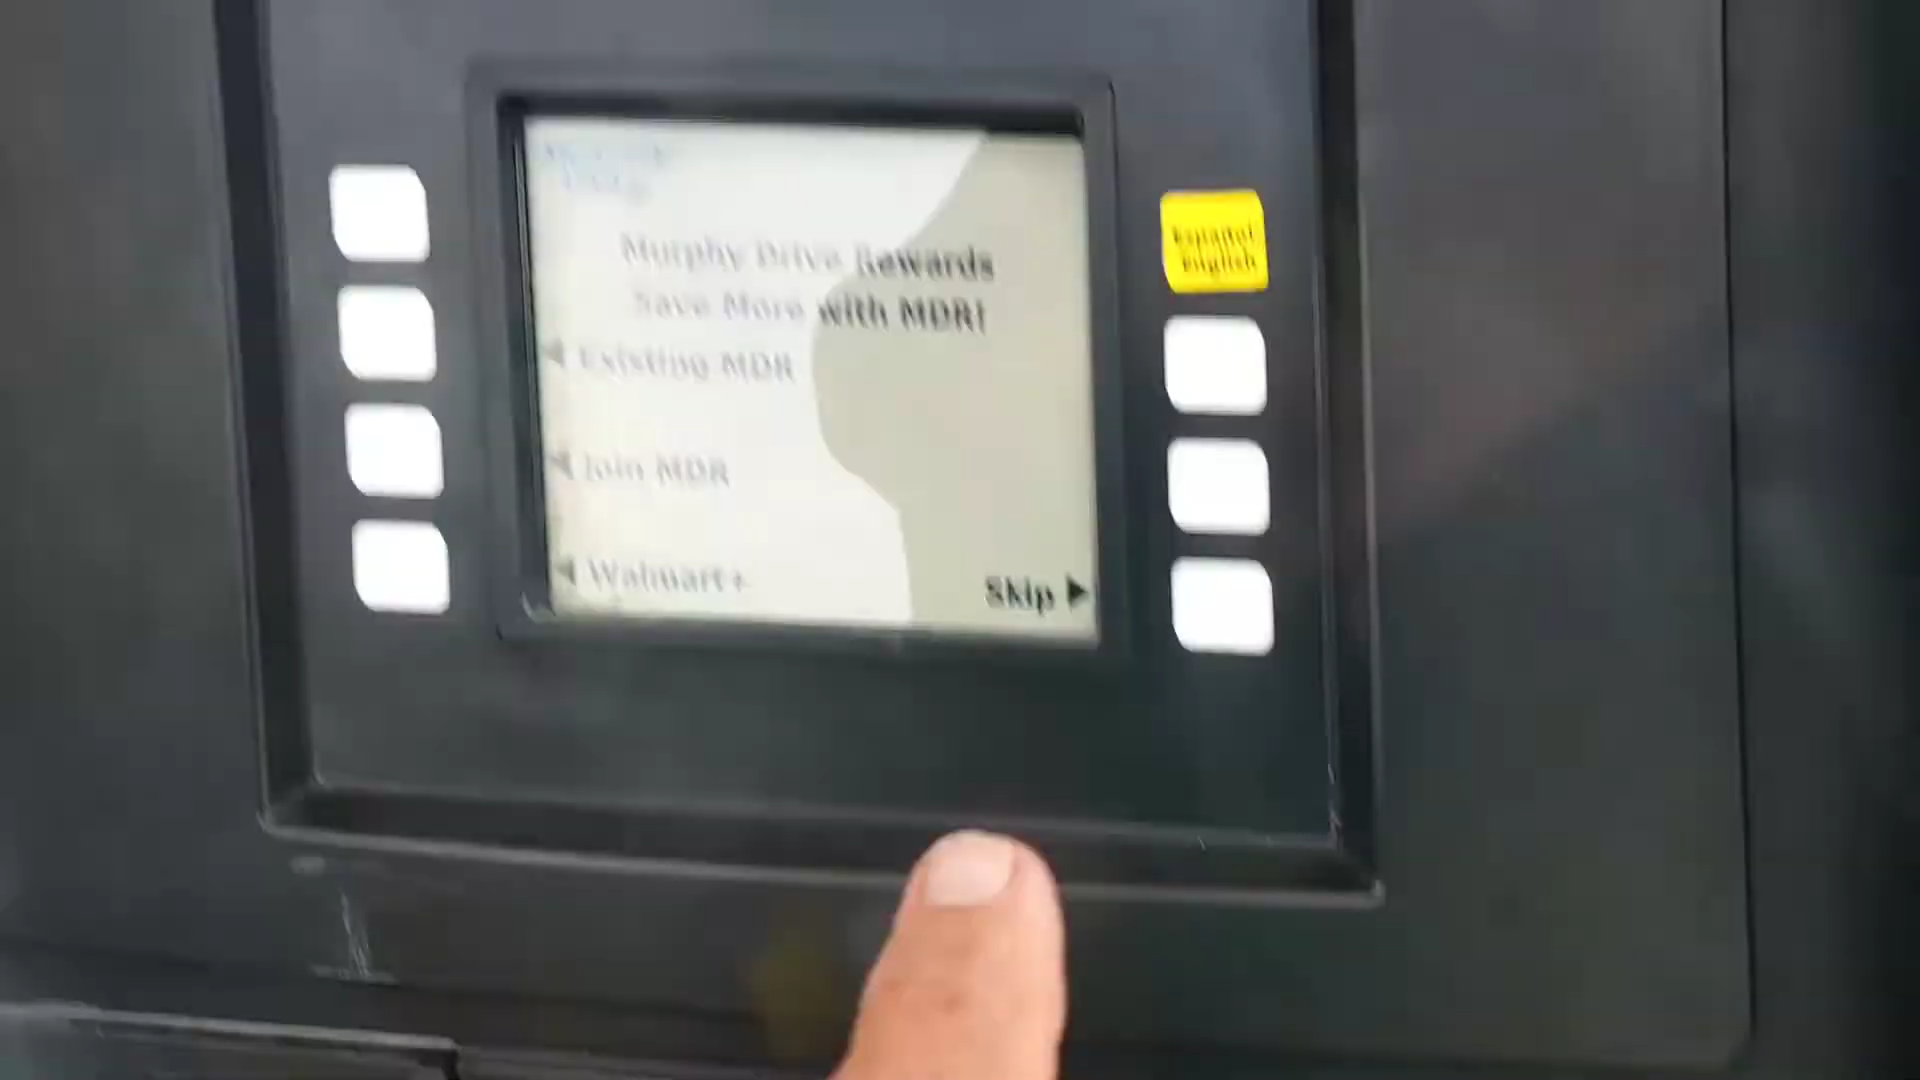 Murphy Drive Rewards
Save More with MDR!
Existing MDR
Join MDR
Walmart+
Skip
Español
English